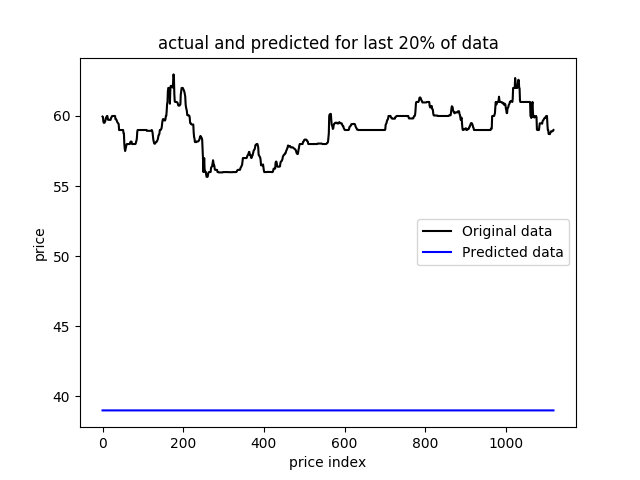 actual and predicted for last 20% of data
price
60
55
50
45
40
Original data
Predicted data
0 200 400 600 800 1000
price index